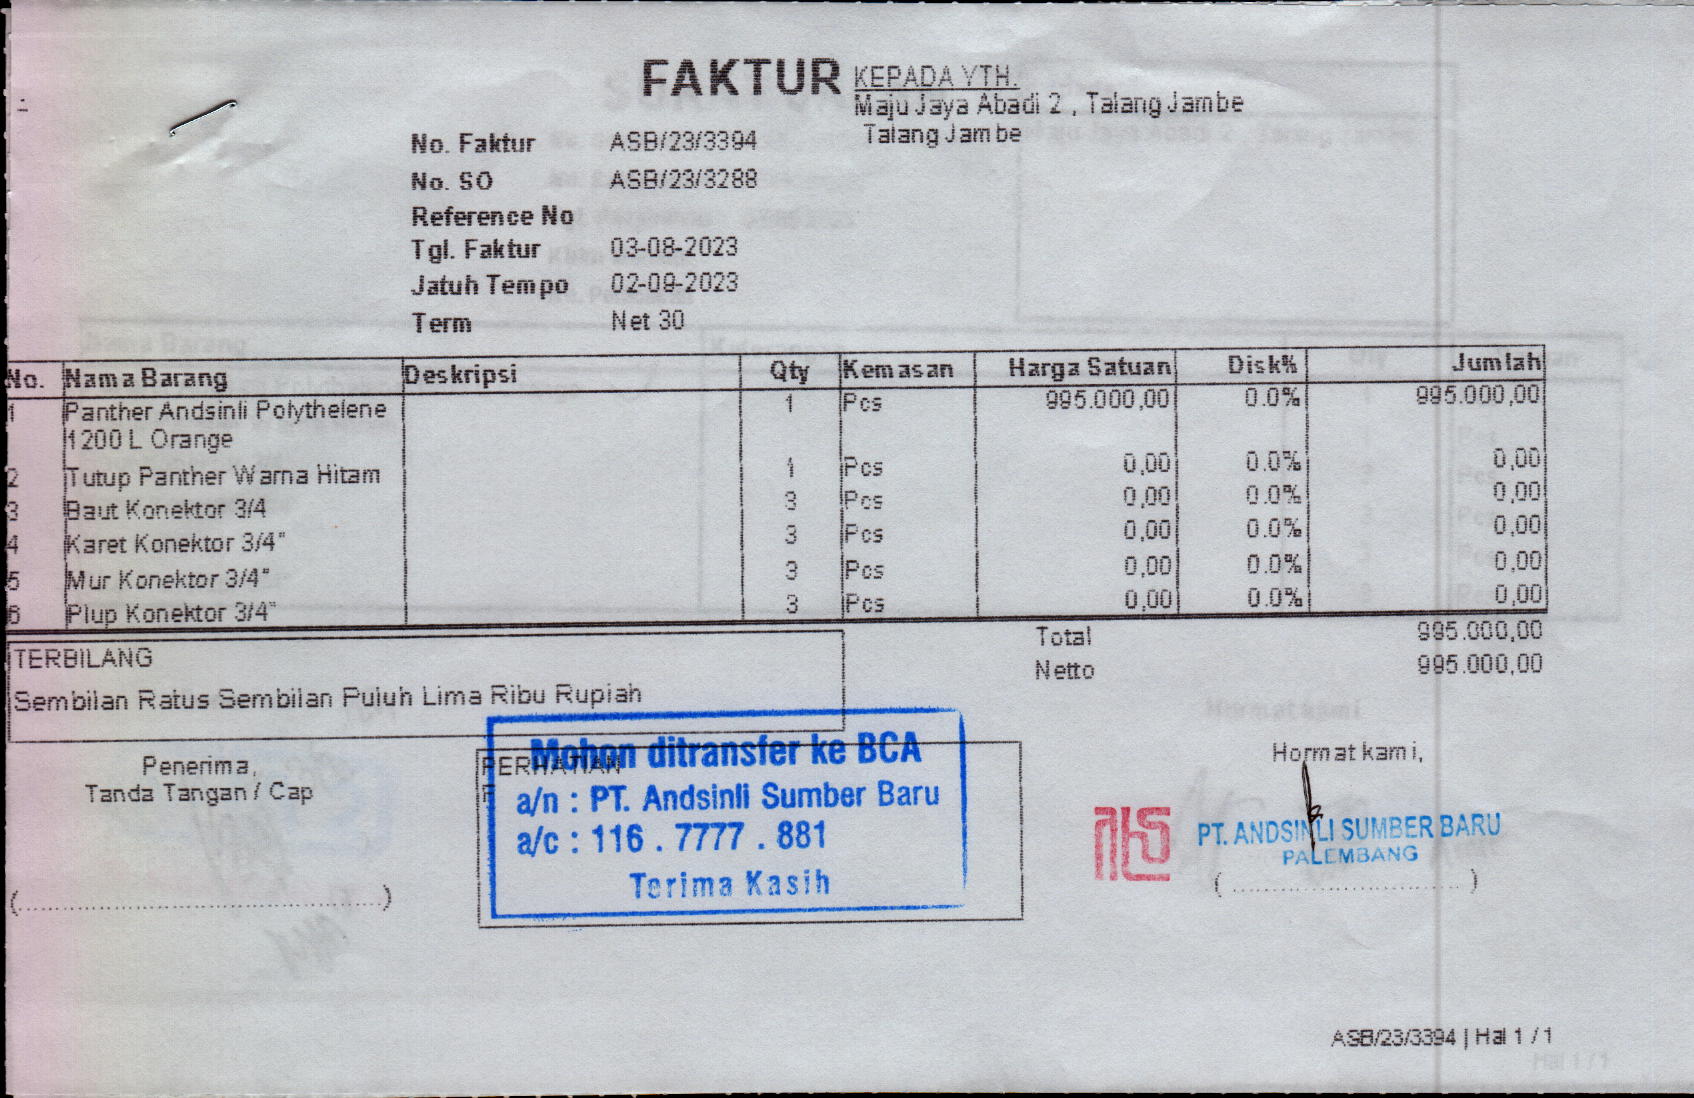 FAKTUR
KEPADA YTH.
Maju Jaya Abadi 2 , Talang Jambe
Talang Jambe
No. Faktur ASB/23/3394
No. SO ASB/23/3288
Reference No
Tgl. Faktur 03-08-2023
Jatuh Tempo 02-09-2023
Term Net 30
No. Nama Barang Deskripsi Qty Kemasan Harga Satuan Disk% Jumlah
1 Panther Andsinli Polythelene 1 Pcs 995.000,00 0.0% 995.000,00
1200 L Orange
2 Tutup Panther Warna Hitam 1 Pcs 0,00 0.0% 0,00
3 Baut Konektor 3/4 3 Pcs 0,00 0.0% 0,00
4 Karet Konektor 3/4" 3 Pcs 0,00 0.0% 0,00
5 Mur Konektor 3/4" 3 Pcs 0,00 0.0% 0,00
6 Plup Konektor 3/4" 3 Pcs 0,00 0.0% 0,00
Total 995.000,00
Netto 995.000,00
TERBILANG
Sembilan Ratus Sembilan Puluh Lima Ribu Rupiah
Penerima,
Tanda Tangan / Cap
(........................................)
PERHATIAN
Mohon ditransfer ke BCA
a/n : PT. Andsinli Sumber Baru
a/c : 116 . 7777 . 881
Terima Kasih
Hormat kami,
PT. ANDSINLI SUMBER BARU
PALEMBANG
( ............................ )
ASB/23/3394 | Hal 1 / 1